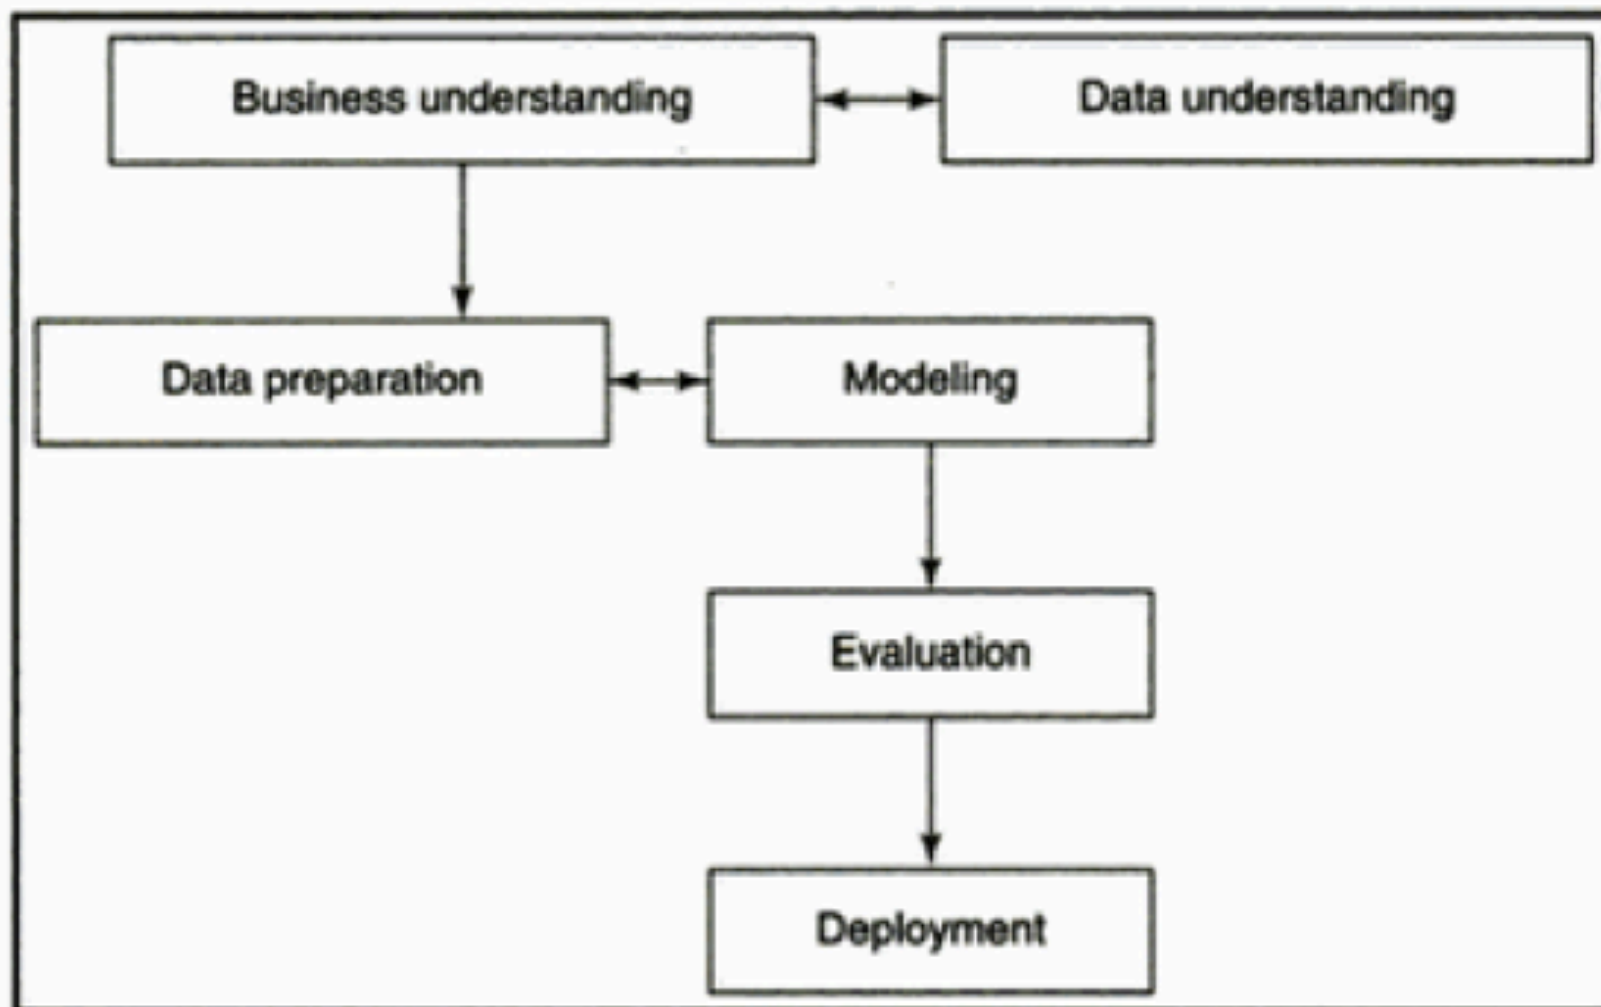 Business understanding
Data understanding
Data preparation
Modeling
Evaluation
Deployment